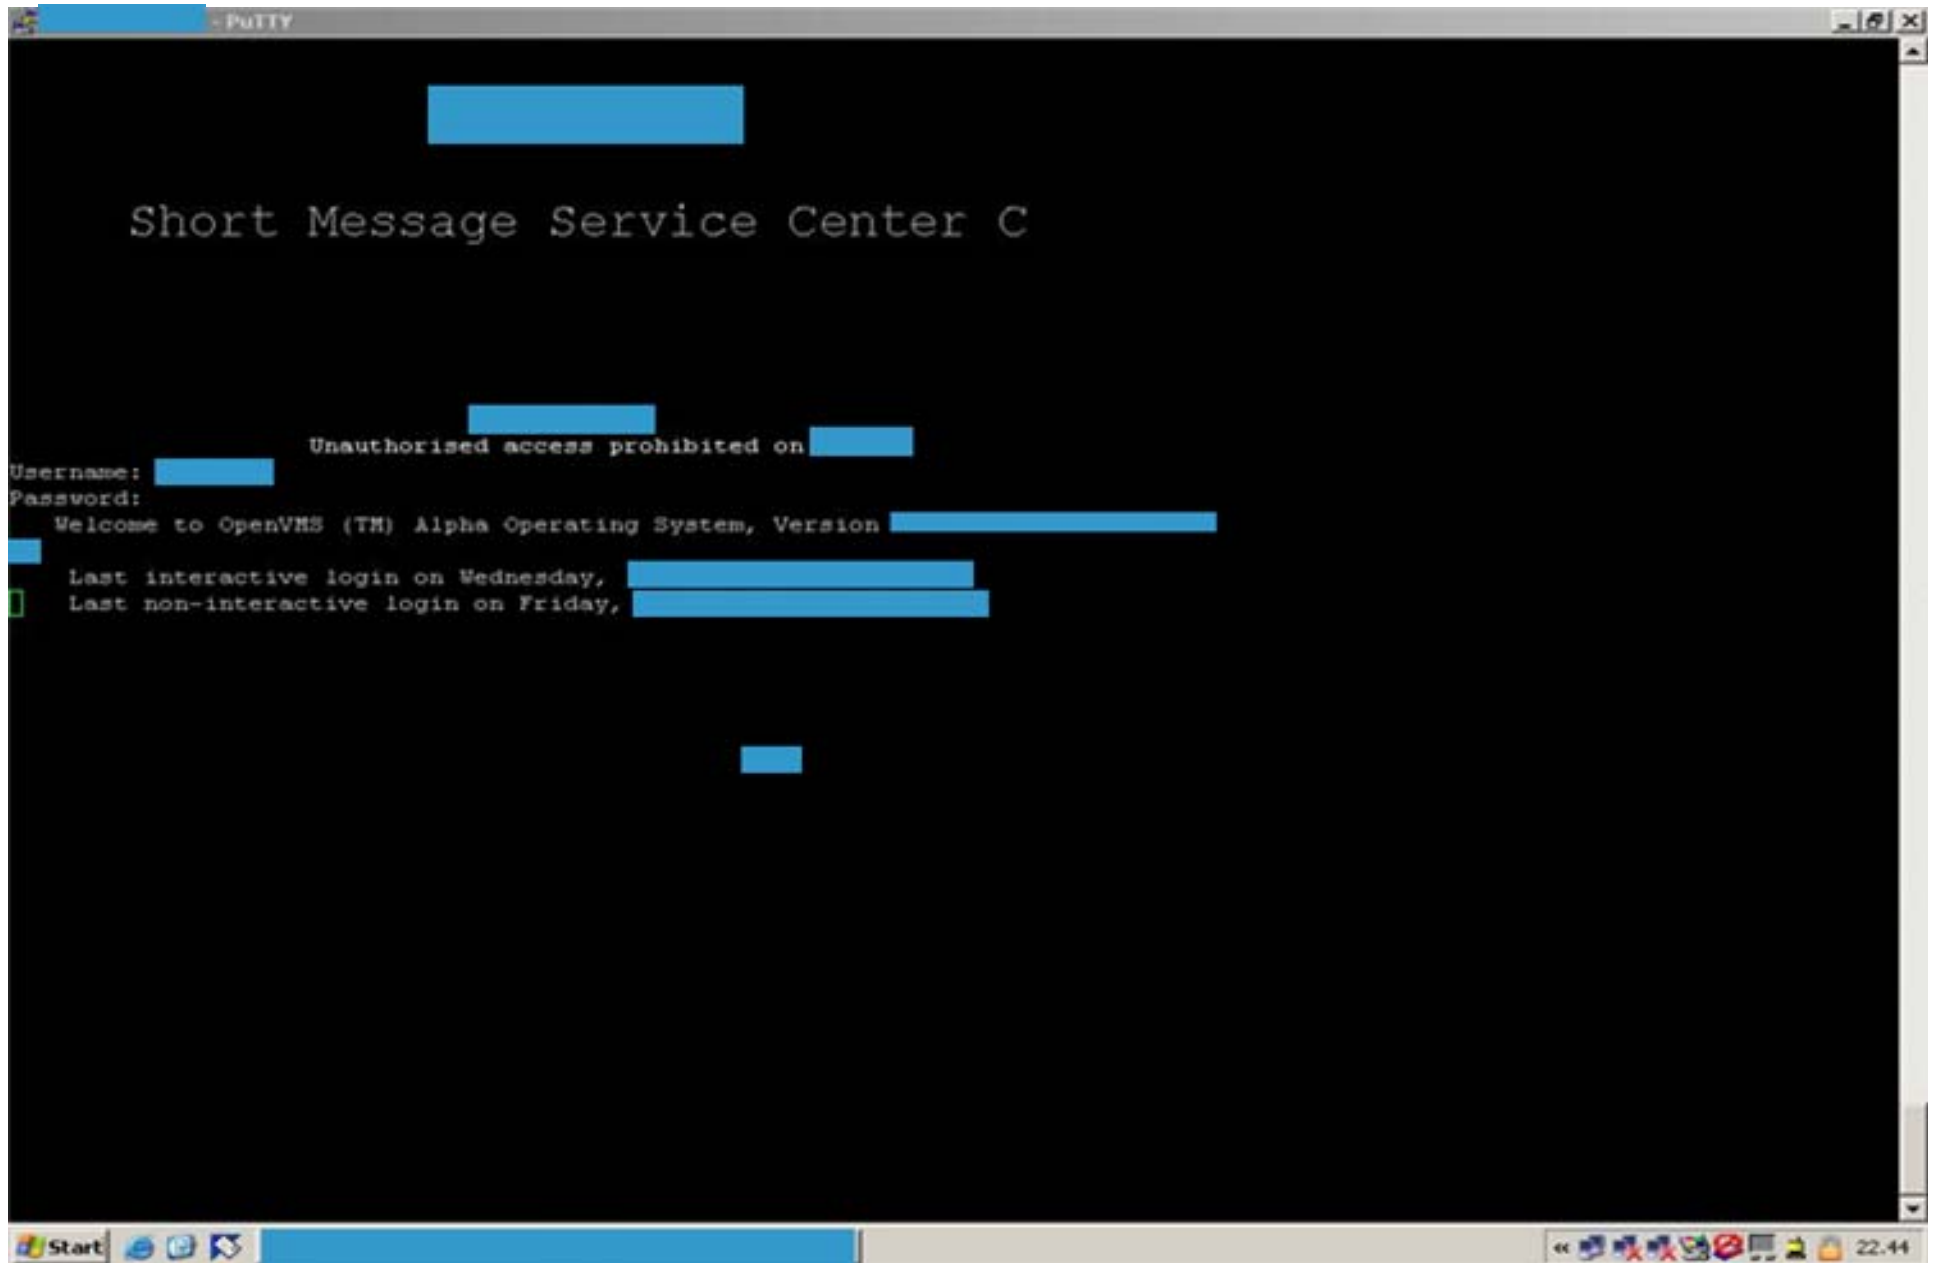 - PuTTY
Short Message Service Center C
Unauthorised access prohibited on
Username:
Password:
Welcome to OpenVMS (TM) Alpha Operating System, Version
Last interactive login on Wednesday,
Last non-interactive login on Friday,
Start
« 22.44